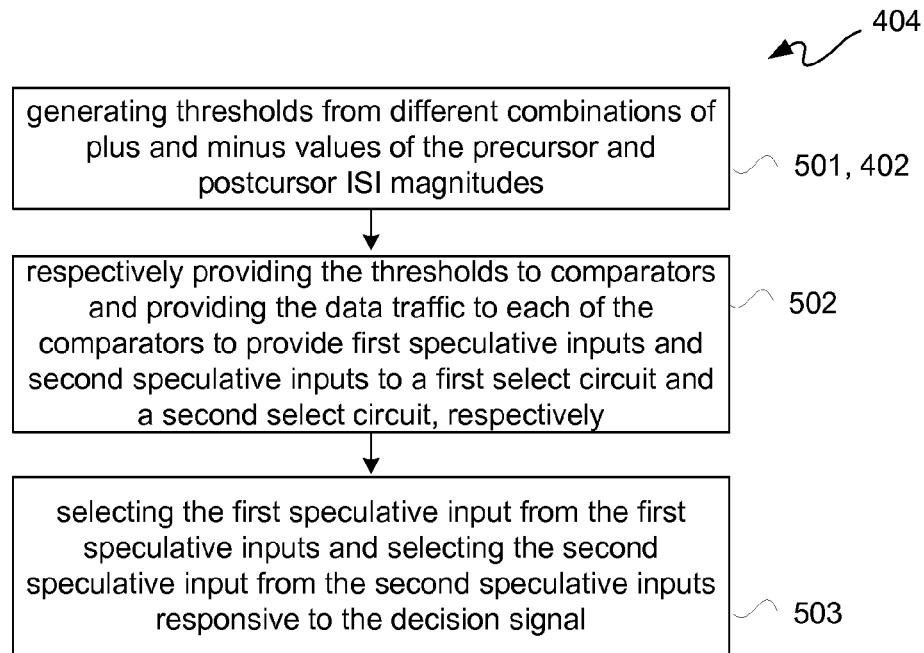 404
generating thresholds from different combinations of
plus and minus values of the precursor and
postcursor ISI magnitudes
501, 402
respectively providing the thresholds to comparators
and providing the data traffic to each of the
comparators to provide first speculative inputs and
second speculative inputs to a first select circuit and
a second select circuit, respectively
502
selecting the first speculative input from the first
speculative inputs and selecting the second
speculative input from the second speculative inputs
responsive to the decision signal
503